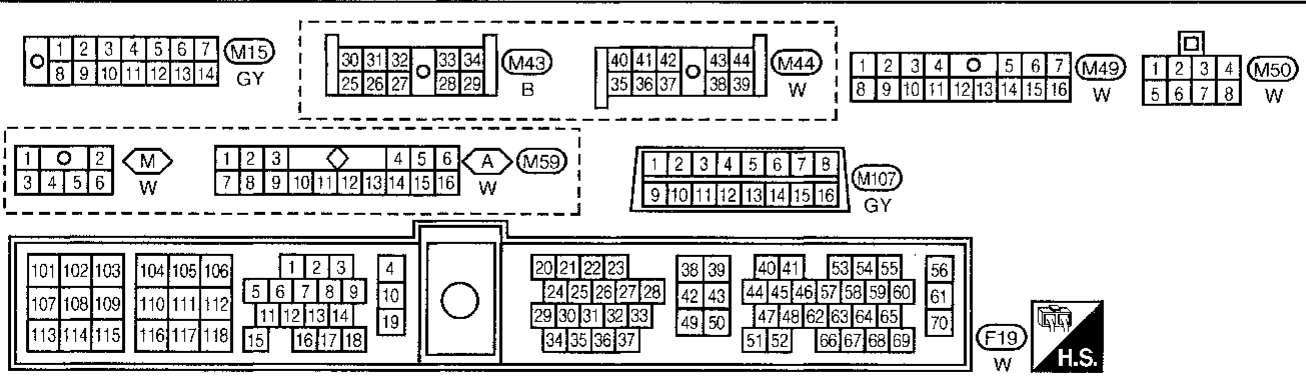 1 2 3 4 5 6 7
8 9 10 11 12 13 14
M15
GY
30 31 32 33 34
25 26 27 28 29
M43
B
40 41 42 43 44
35 36 37 38 39
M44
W
1 2 3 4 5 6 7
8 9 10 11 12 13 14 15 16
M49
W
1 2 3 4
5 6 7 8
M50
W
1 2
3 4 5 6
M
W
1 2 3 4 5 6
7 8 9 10 11 12 13 14 15 16
A
W
M59
1 2 3 4 5 6 7 8
9 10 11 12 13 14 15 16
M107
GY
101 102 103 104 105 106
107 108 109 110 111 112
113 114 115 116 117 118
1 2 3 4
5 6 7 8 9 10
11 12 13 14
15 16 17 18 19
20 21 22 23
24 25 26 27 28
29 30 31 32 33
34 35 36 37
38 39
42 43
49 50
40 41 53 54 55 56
44 45 46 57 58 59 60 61
47 48 62 63 64 65
51 52 66 67 68 69 70
F19
W
H.S.